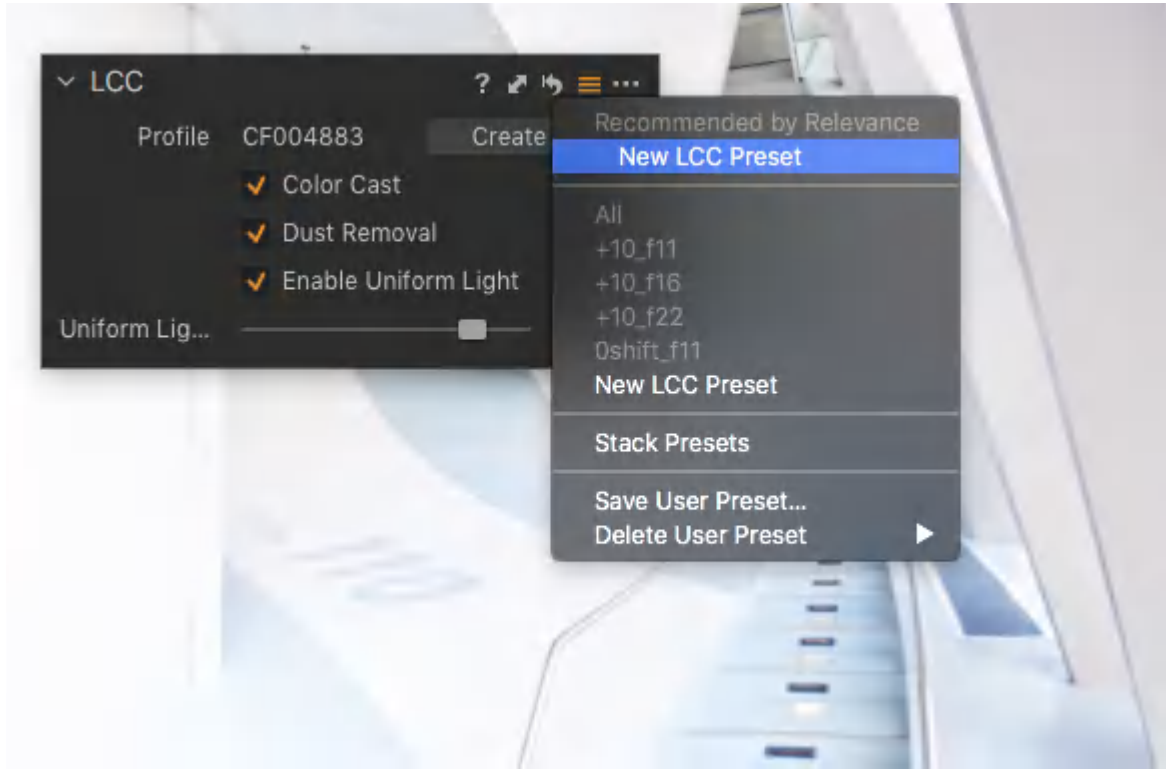 LCC
?
Profile CF004883 Create
Color Cast
Dust Removal
Enable Uniform Light
Uniform Lig...
Recommended by Relevance
New LCC Preset
All
+10_f11
+10_f16
+10_f22
0shift_f11
New LCC Preset
Stack Presets
Save User Preset...
Delete User Preset